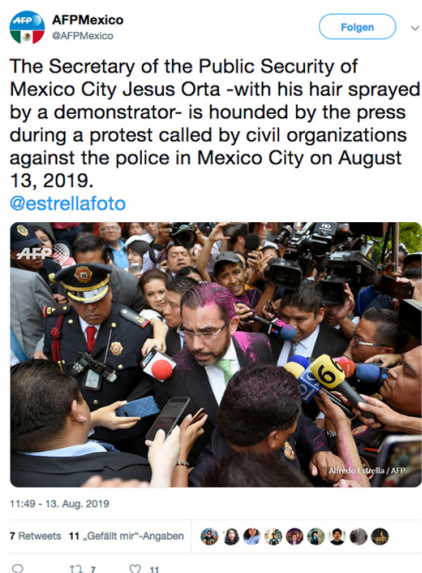 AFPMexico
@AFPMexico
Folgen
The Secretary of the Public Security of
Mexico City Jesus Orta -with his hair sprayed
by a demonstrator- is hounded by the press
during a protest called by civil organizations
against the police in Mexico City on August
13, 2019.
@estrellafoto
AFP
6
Alfredo Estrella / AFP
11:49 - 13. Aug. 2019
7 Retweets 11 „Gefällt mir“-Angaben
7 11